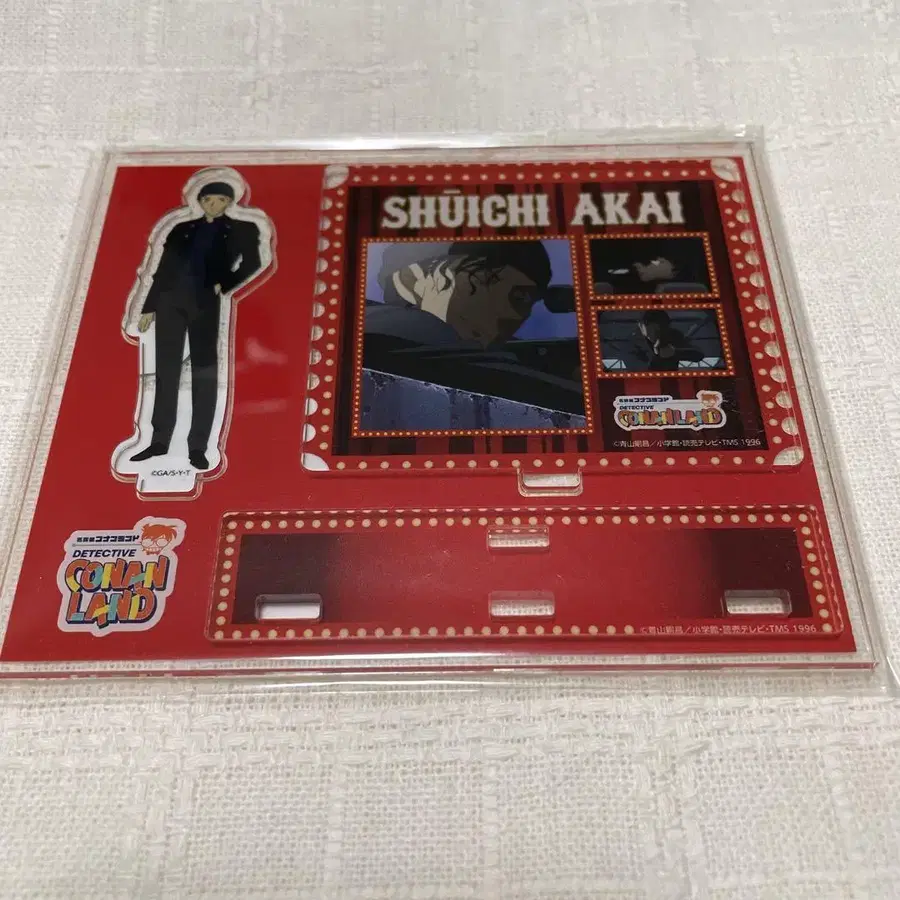 SHŪICHI AKAI
名探偵コナンランド
DETECTIVE
CONAN LAND
©青山剛昌/小学館・読売テレビ・TMS 1996
©GA/S・Y・T
名探偵コナンランド
DETECTIVE
CONAN
LAND
©青山剛昌/小学館・読売テレビ・TMS 1996